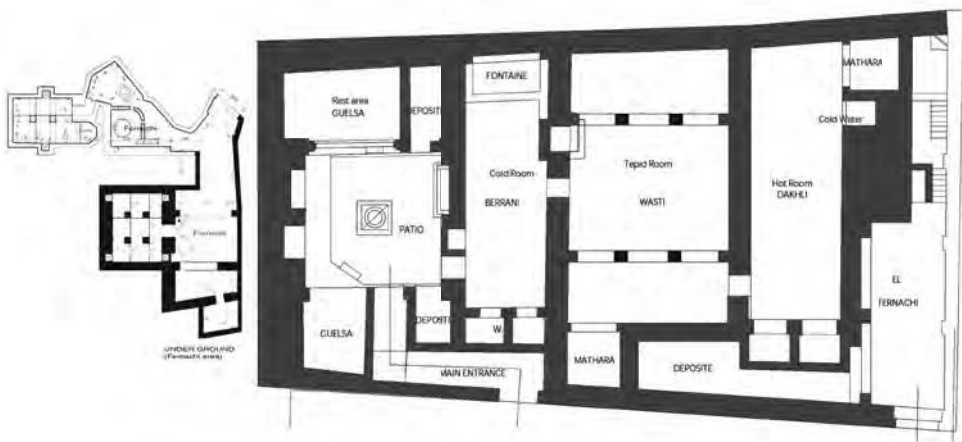 Rest area
GUELSA
DEPOSITE
PATIO
GUELSA
DEPOSITE
MAIN ENTRANCE
FONTAINE
Cold Room
BERRANI
W
Tepid Room
WASTI
MATHARA
DEPOSITE
Hot Room
DAKHLI
MATHARA
Cold Water
EL
FERNACHI
UNDER GROUND
(Farnachi area)